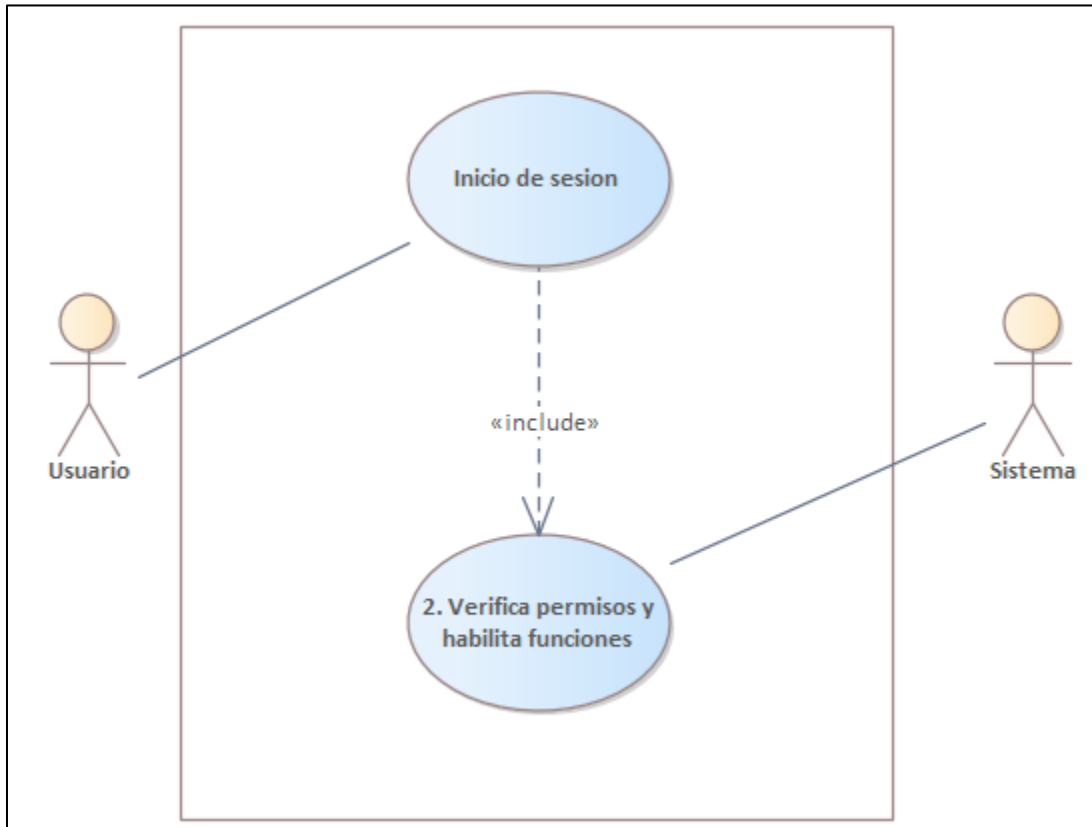 Inicio de sesion
«include»
Usuario
Sistema
2. Verifica permisos y
habilita funciones